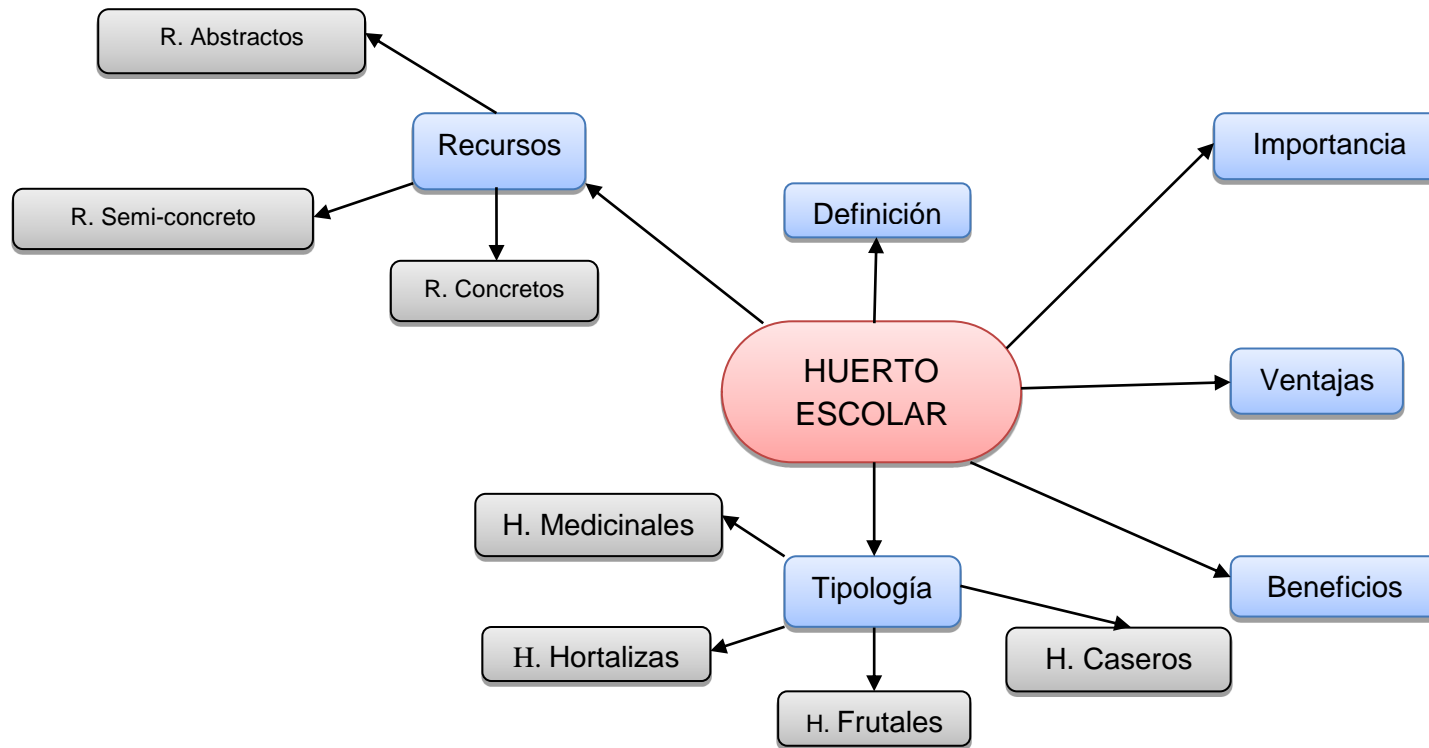 R. Abstractos
Recursos
Importancia
R. Semi-concreto
Definición
R. Concretos
HUERTO
ESCOLAR
Ventajas
H. Medicinales
Tipología
Beneficios
H. Hortalizas
H. Caseros
H. Frutales